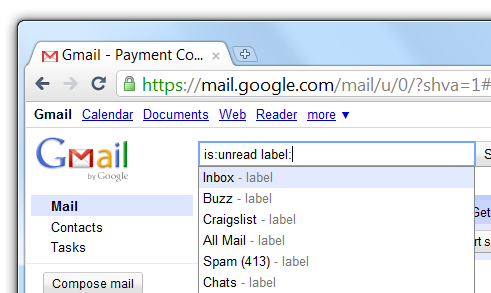 Gmail - Payment Co...
https://mail.google.com/mail/u/0/?shva=1#
Gmail Calendar Documents Web Reader more ▼
Gmail
by Google
is:unread label:
S
Inbox - label
Buzz - label
Craigslist - label
All Mail - label
Spam (413) - label
Chats - label
Mail
Contacts
Tasks
Compose mail
Get
rt s